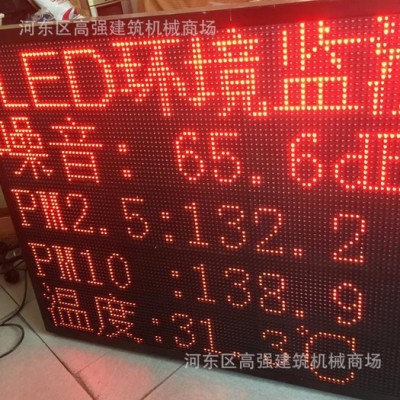 河东区高强建筑机械商场
LED环境监测
噪音:65.6dB
PM2.5:132.2
PM10 :138.9
温度:31.3℃
河东区高强建筑机械商场